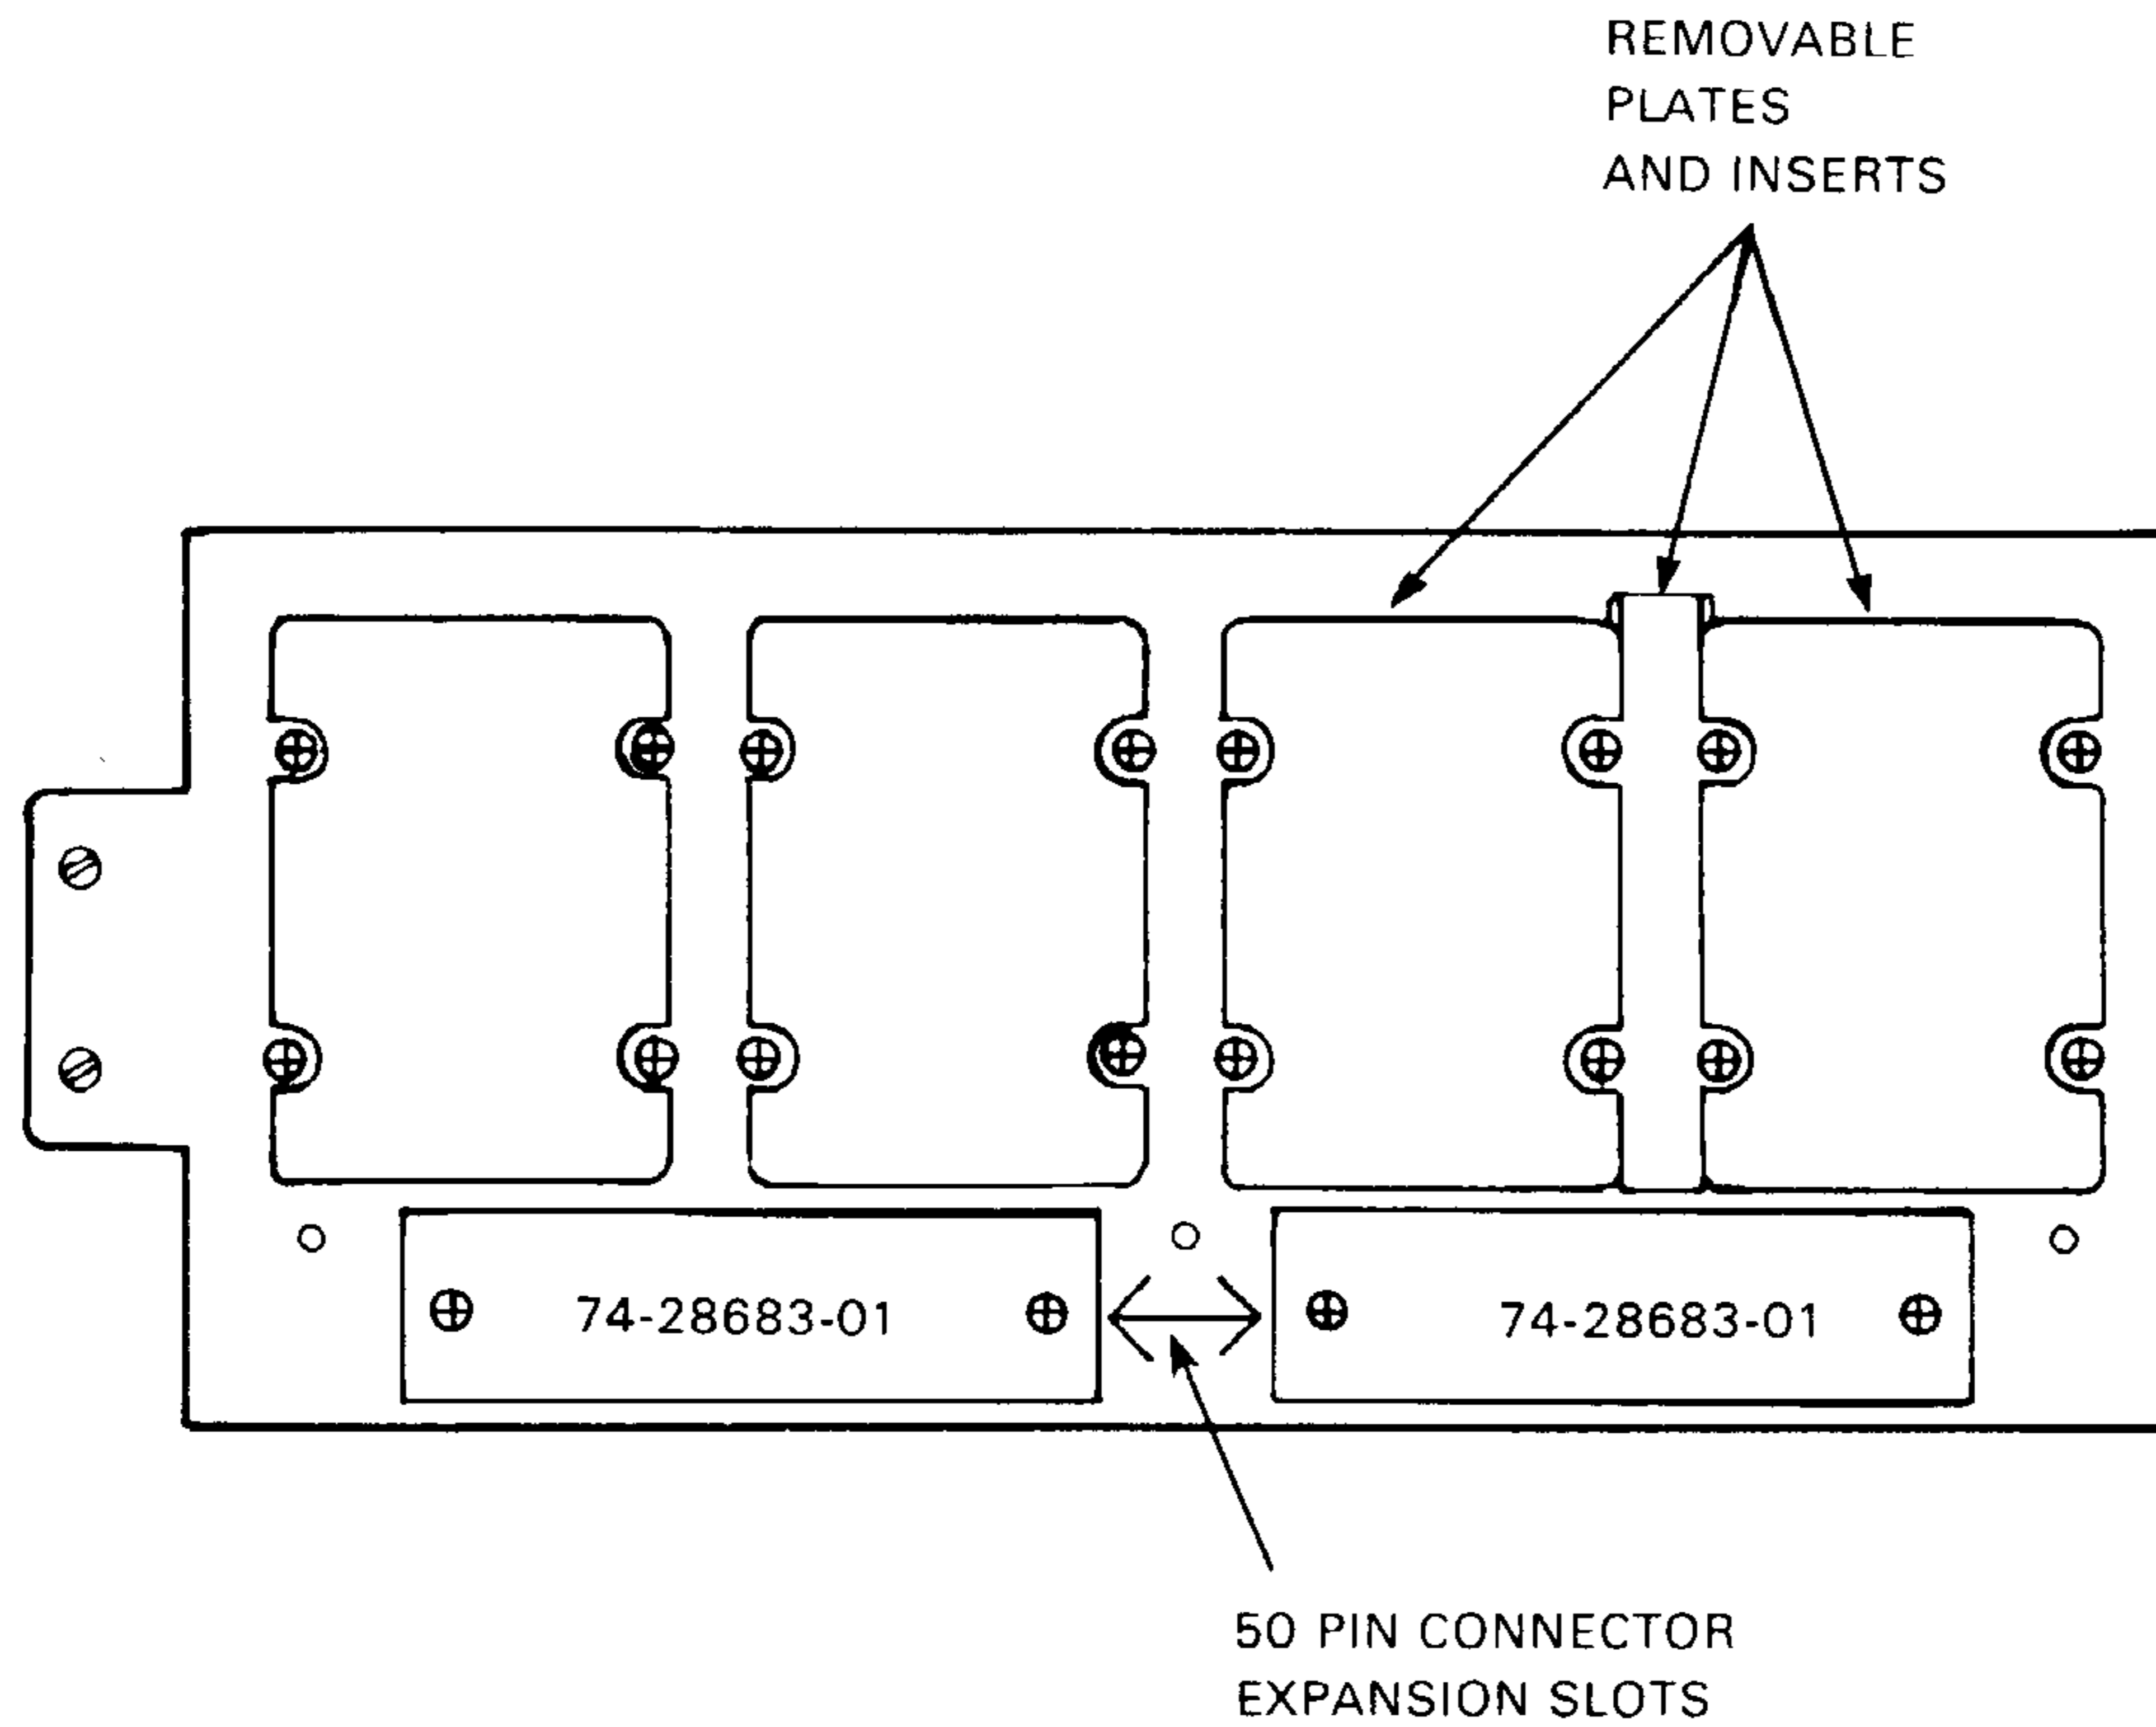 REMOVABLE
PLATES
AND INSERTS
74-28683-01
74-28683-01
50 PIN CONNECTOR
EXPANSION SLOTS